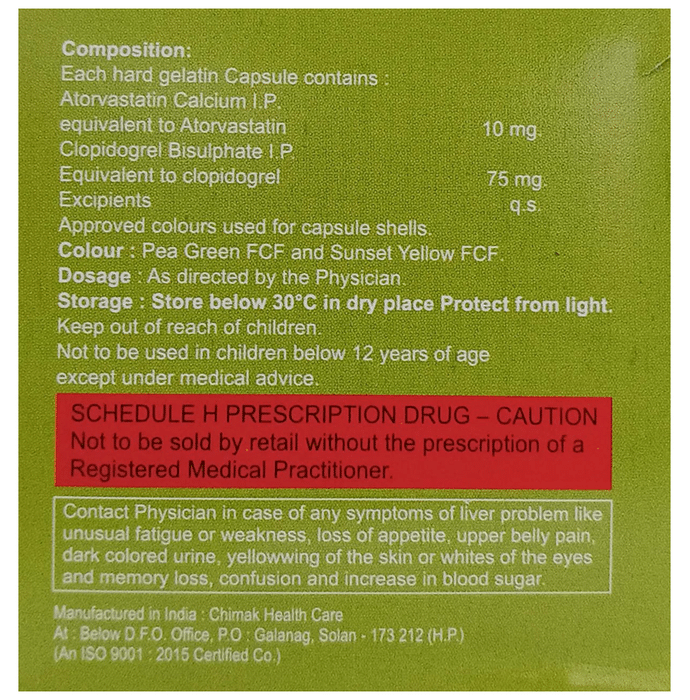 Composition:
Each hard gelatin Capsule contains :
Atorvastatin Calcium I.P.
equivalent to Atorvastatin 10 mg.
Clopidogrel Bisulphate I.P.
Equivalent to clopidogrel 75 mg.
Excipients q.s.
Approved colours used for capsule shells.
Colour : Pea Green FCF and Sunset Yellow FCF.
Dosage : As directed by the Physician.
Storage : Store below 30°C in dry place Protect from light.
Keep out of reach of children.
Not to be used in children below 12 years of age
except under medical advice.
SCHEDULE H PRESCRIPTION DRUG – CAUTION
Not to be sold by retail without the prescription of a
Registered Medical Practitioner.
Contact Physician in case of any symptoms of liver problem like
unusual fatigue or weakness, loss of appetite, upper belly pain,
dark colored urine, yellowwing of the skin or whites of the eyes
and memory loss, confusion and increase in blood sugar.
Manufactured in India : Chimak Health Care
At : Below D.F.O. Office, P.O : Galanag, Solan - 173 212 (H.P.)
(An ISO 9001 : 2015 Certified Co.)